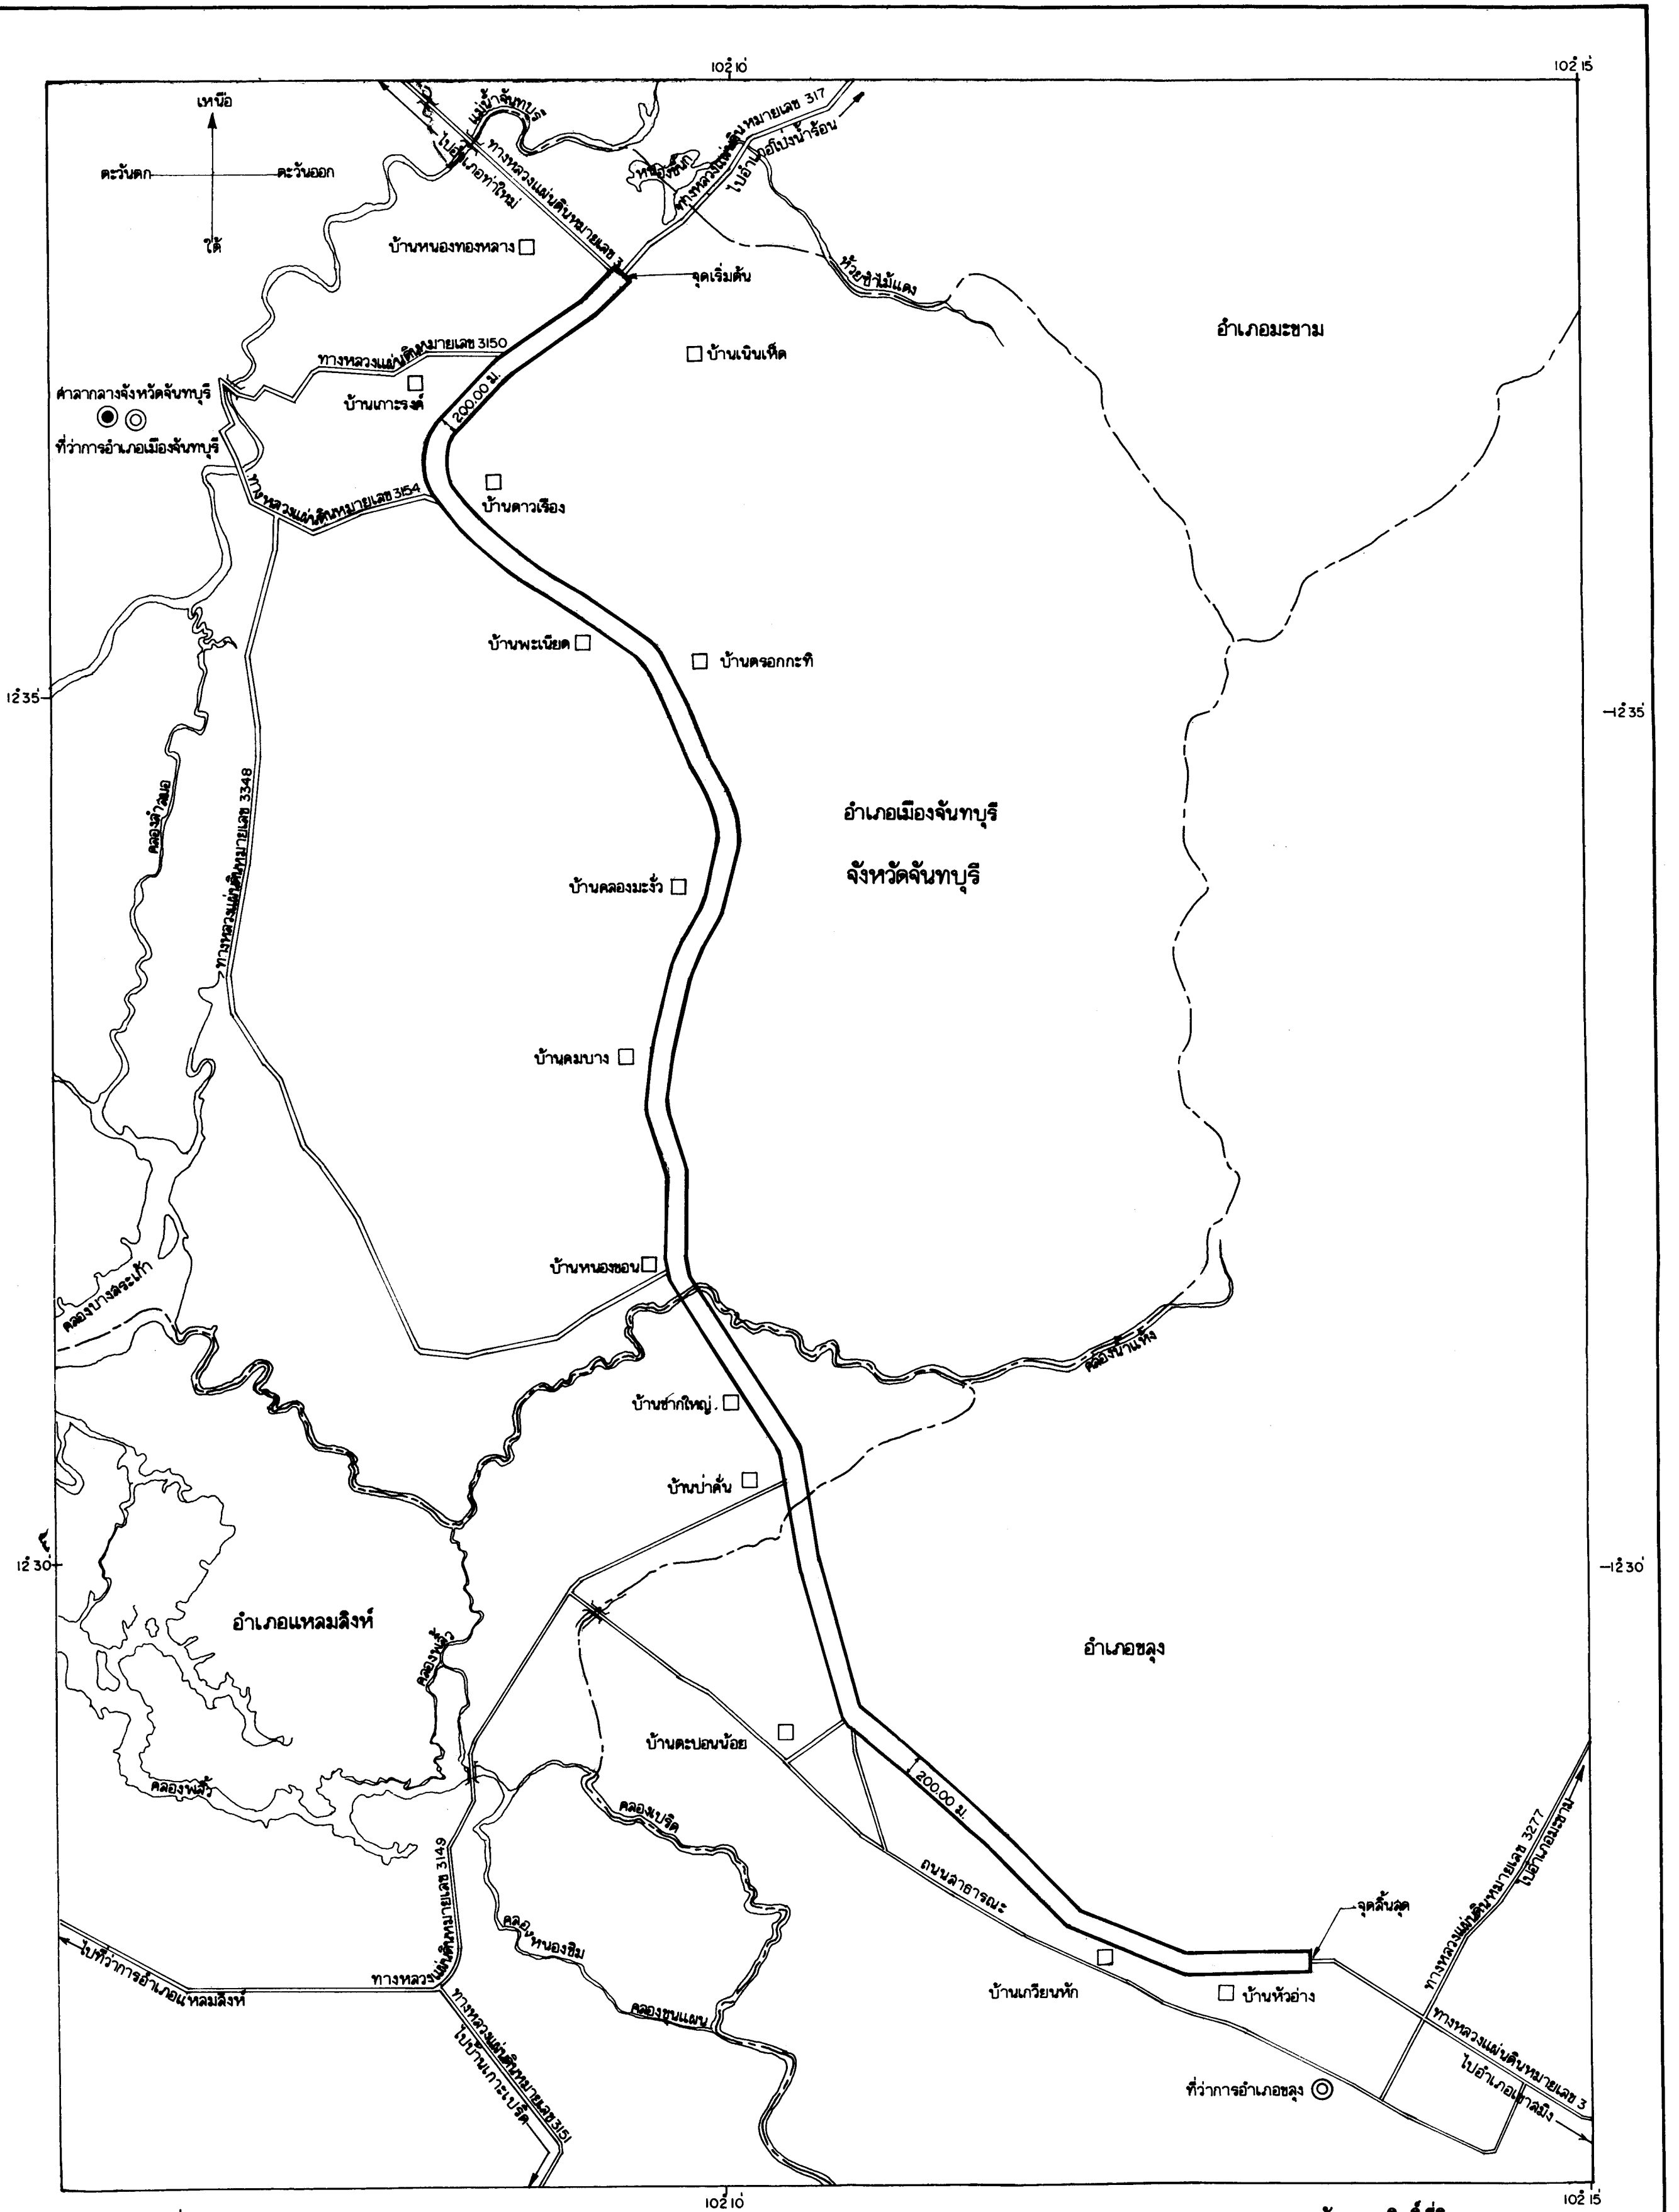 102°10'
102°15'
เหนือ
ตะวันตก
ตะวันออก
ใต้
แม่น้ำจันทบุรี
ไปอำเภอท่าใหม่
ทางหลวงแผ่นดินหมายเลข 3
ทางหลวงแผ่นดินหมายเลข 317
ไปอำเภอโป่งน้ำร้อน
บ้านหนองทองหลาง
จุดเริ่มต้น
ห้วยซำไม้แดง
อำเภอมะขาม
ทางหลวงแผ่นดินหมายเลข 3150
บ้านเนินเห็ด
ศาลากลางจังหวัดจันทบุรี
บ้านเกาะรงค์
200.00 ม.
ที่ว่าการอำเภอเมืองจันทบุรี
ทางหลวงแผ่นดินหมายเลข 3154
บ้านดาวเรือง
บ้านพะเนียด
บ้านตรอกกะทิ
12°35'
12°35'
ทางหลวงแผ่นดินหมายเลข 3348
อำเภอเมืองจันทบุรี
จังหวัดจันทบุรี
บ้านคลองมะงั่ว
บ้านคมบาง
บ้านหนองซอน
คลองบางสระเก้า
คลองน้ำแห้ง
บ้านชากใหญ่
บ้านป่าคั่น
12°30'
12°30'
อำเภอแหลมสิงห์
อำเภอขลุง
คลองพลิ้ว
บ้านตะปอนน้อย
คลองพลิ้ว
คลองเปริด
200.00 ม.
ทางหลวงแผ่นดินหมายเลข 3277
ไปอำเภอมะขาม
ถนนสาธารณะ
จุดสิ้นสุด
ทางหลวงแผ่นดินหมายเลข 3149
คลองหนองซิม
ไปที่ว่าการอำเภอแหลมสิงห์
บ้านเกวียนหัก
บ้านหัวอ่าง
คลองขนแผน
ทางหลวงแผ่นดินหมายเลข 3151
ไปบ้านเกาะเปริด
ทางหลวงแผ่นดินหมายเลข 3
ไปอำเภอเขาสมิง
ที่ว่าการอำเภอขลุง
102°10'
102°15'